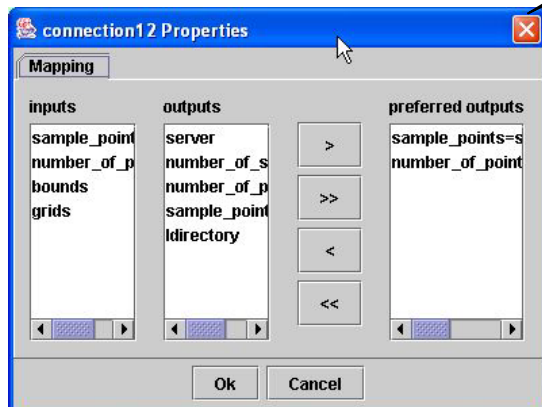 connection12 Properties
Mapping
inputs
sample_point
number_of_p
bounds
grids
outputs
server
number_of_s
number_of_p
sample_point
ldirectory
>
>>
<
<<
preferred outputs
sample_points=s
number_of_point
Ok
Cancel